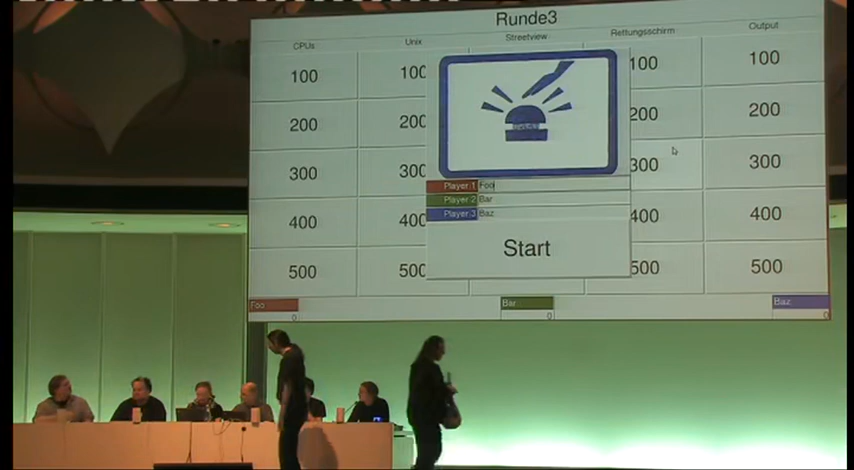 Runde3
CPUs Unix Streetview Rettungsschirm Output
100 100 100 100
200 200 200 200
300 300 300 300
400 400 400 400
500 500 500 500
Player 1 Foo
Player 2 Bar
Player 3 Baz
Start
Foo Bar Baz
0 0 0